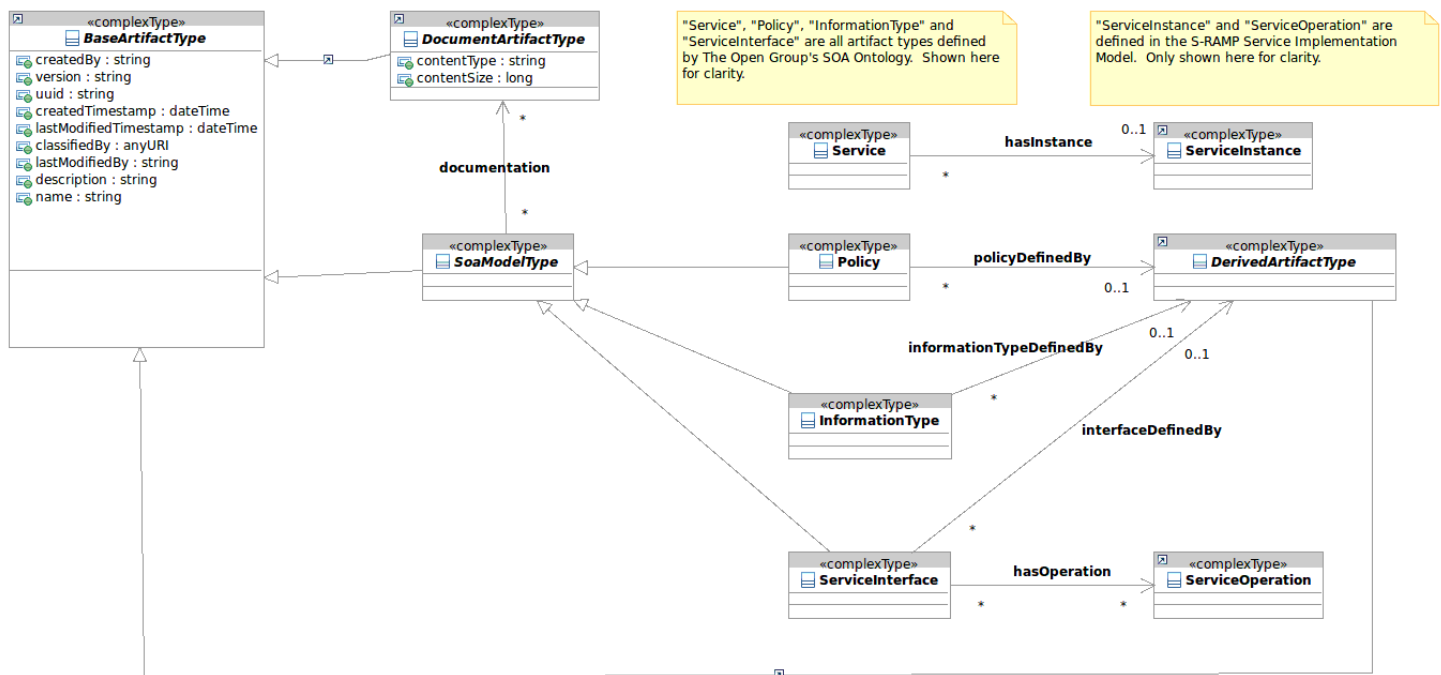 «complexType»
BaseArtifactType
createdBy : string
version : string
uuid : string
createdTimestamp : dateTime
lastModifiedTimestamp : dateTime
classifiedBy : anyURI
lastModifiedBy : string
description : string
name : string
«complexType»
DocumentArtifactType
contentType : string
contentSize : long
"Service", "Policy", "InformationType" and
"ServiceInterface" are all artifact types defined
by The Open Group's SOA Ontology. Shown here
for clarity.
"ServiceInstance" and "ServiceOperation" are
defined in the S-RAMP Service Implementation
Model. Only shown here for clarity.
*
documentation
*
«complexType»
Service
hasInstance
*
0..1
«complexType»
ServiceInstance
«complexType»
SoaModelType
«complexType»
Policy
policyDefinedBy
*
0..1
«complexType»
DerivedArtifactType
informationTypeDefinedBy
0..1
*
0..1
«complexType»
InformationType
interfaceDefinedBy
*
«complexType»
ServiceInterface
hasOperation
*
*
«complexType»
ServiceOperation